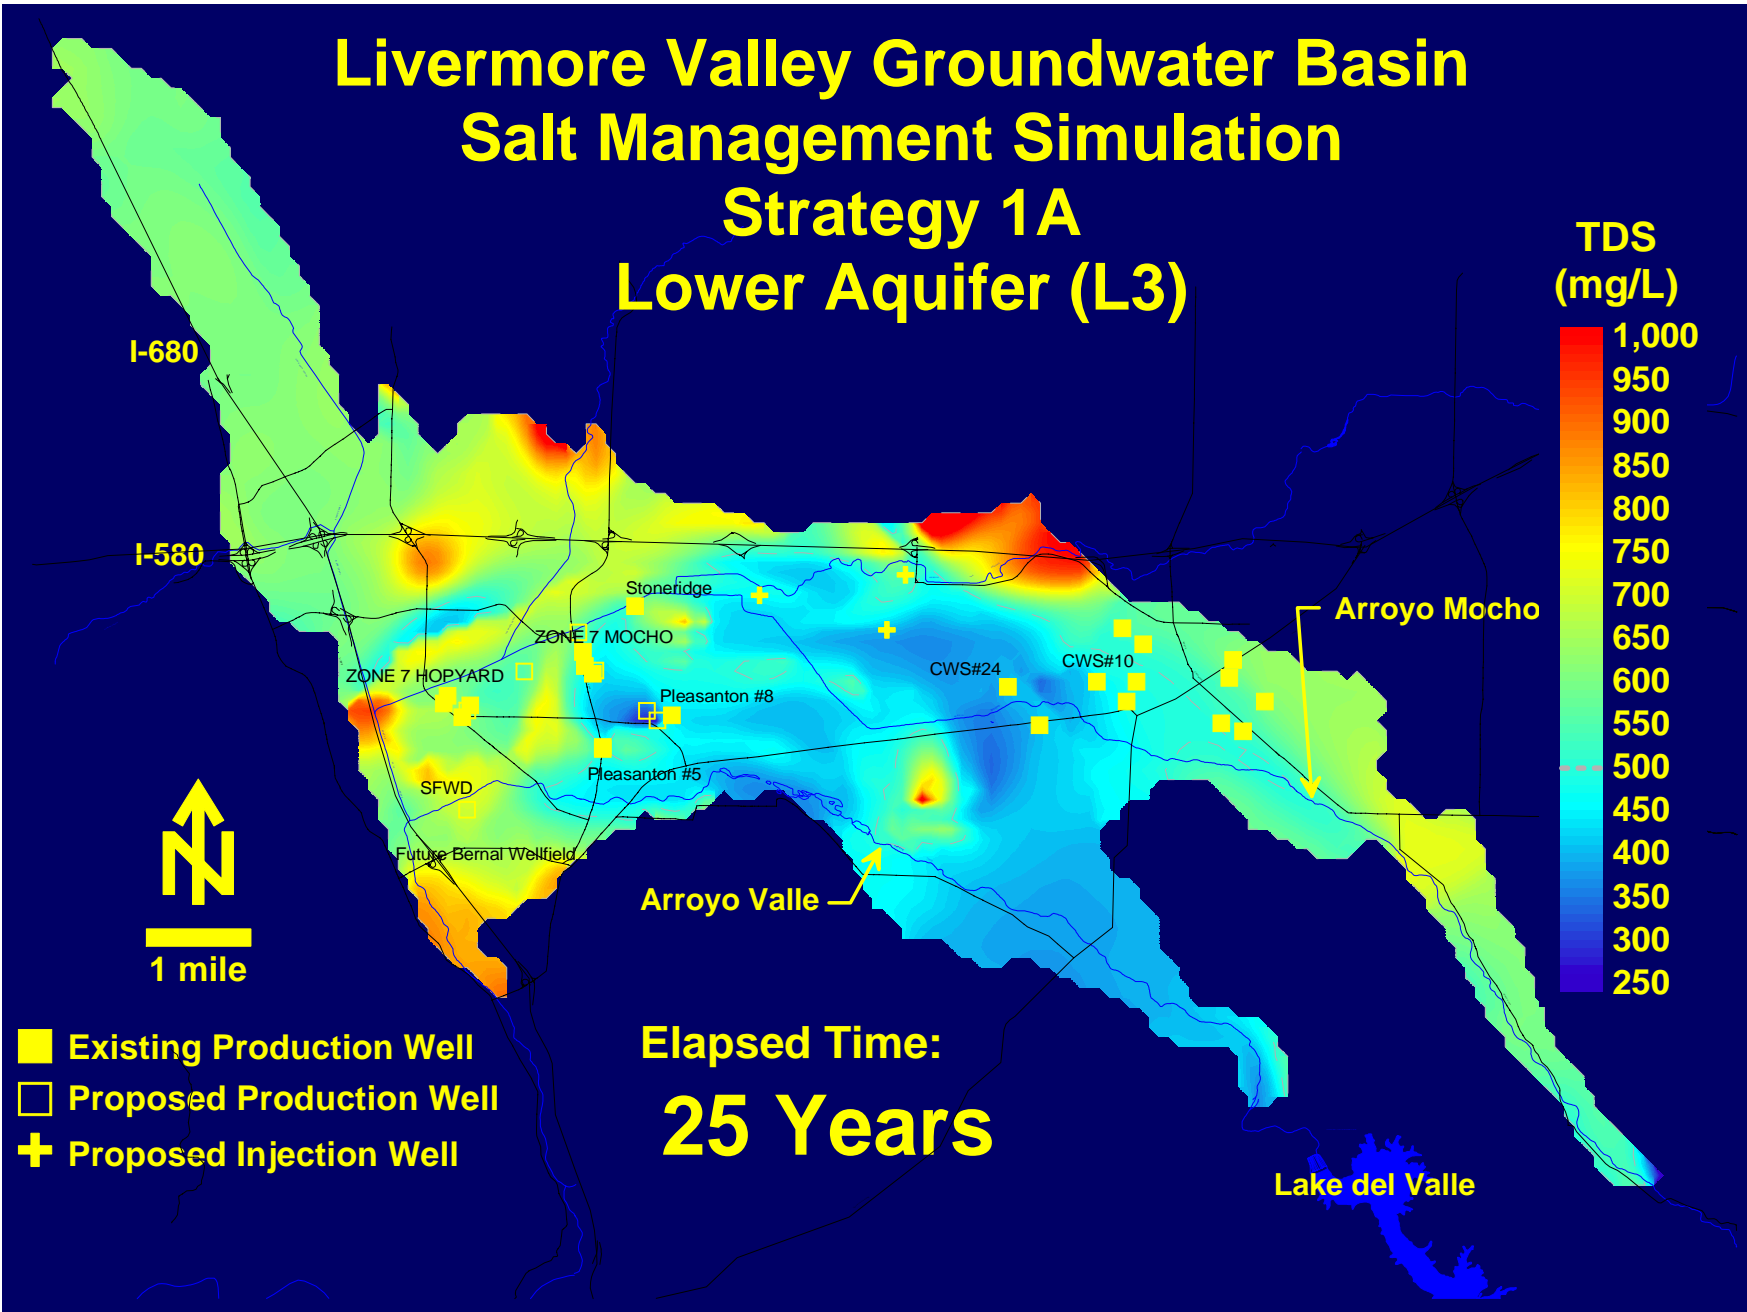 Livermore Valley Groundwater Basin
Salt Management Simulation
Strategy 1A
Lower Aquifer (L3)
TDS
(mg/L)
1,000
950
900
850
800
750
700
650
600
550
500
450
400
350
300
250
I-680
I-580
Stoneridge
ZONE 7 MOCHO
ZONE 7 HOPYARD
Pleasanton #8
CWS#24
CWS#10
Arroyo Mocho
Pleasanton #5
SFWD
Future Bernal Wellfield
Arroyo Valle
N
1 mile
Existing Production Well
Proposed Production Well
Proposed Injection Well
Elapsed Time:
25 Years
Lake del Valle